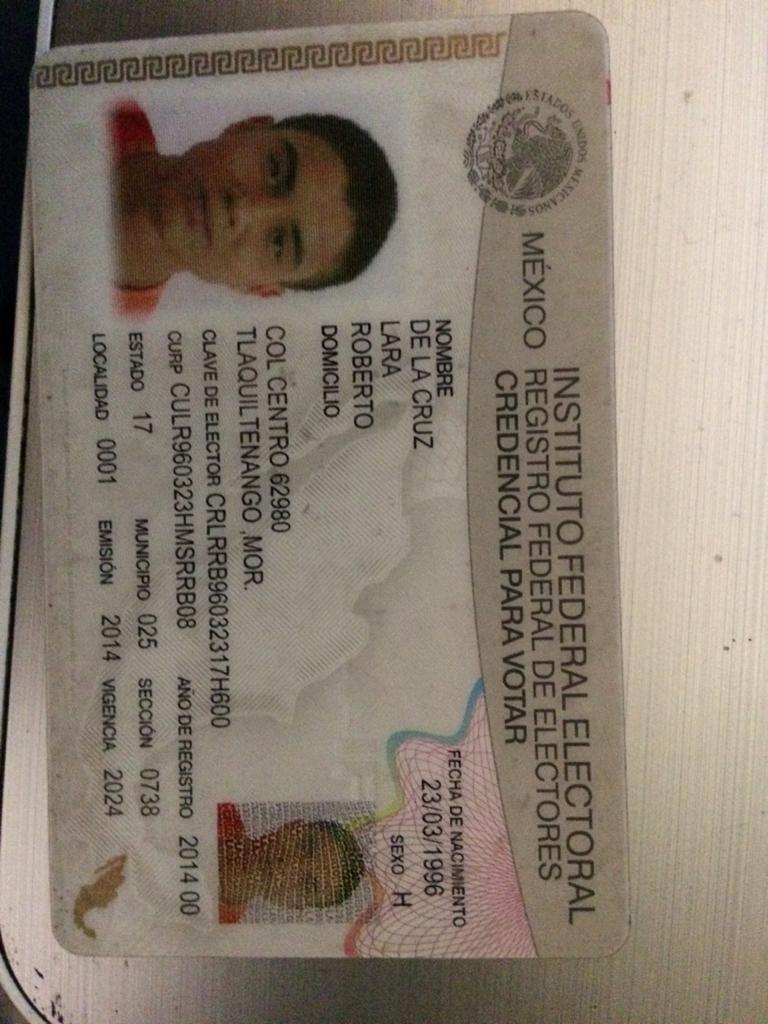 ESTADOS UNIDOS MEXICANOS
MÉXICO
INSTITUTO FEDERAL ELECTORAL
REGISTRO FEDERAL DE ELECTORES
CREDENCIAL PARA VOTAR
NOMBRE
DE LA CRUZ
LARA
ROBERTO
FECHA DE NACIMIENTO
23/03/1996
SEXO H
DOMICILIO
COL CENTRO 62980
TLAQUILTENANGO ,MOR.
CLAVE DE ELECTOR CRLRRB96032317H600
CURP CULR960323HMSRRB08 AÑO DE REGISTRO 2014 00
ESTADO 17 MUNICIPIO 025 SECCIÓN 0738
LOCALIDAD 0001 EMISIÓN 2014 VIGENCIA 2024